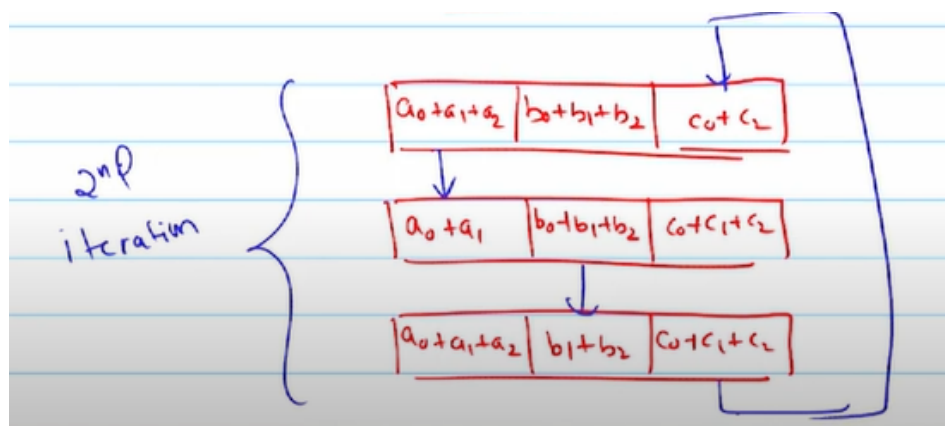 a₀+a₁+a₂ b₀+b₁+b₂ c₀+c₂
2nd
iteration
a₀+a₁ b₀+b₁+b₂ c₀+c₁+c₂
a₀+a₁+a₂ b₁+b₂ c₀+c₁+c₂